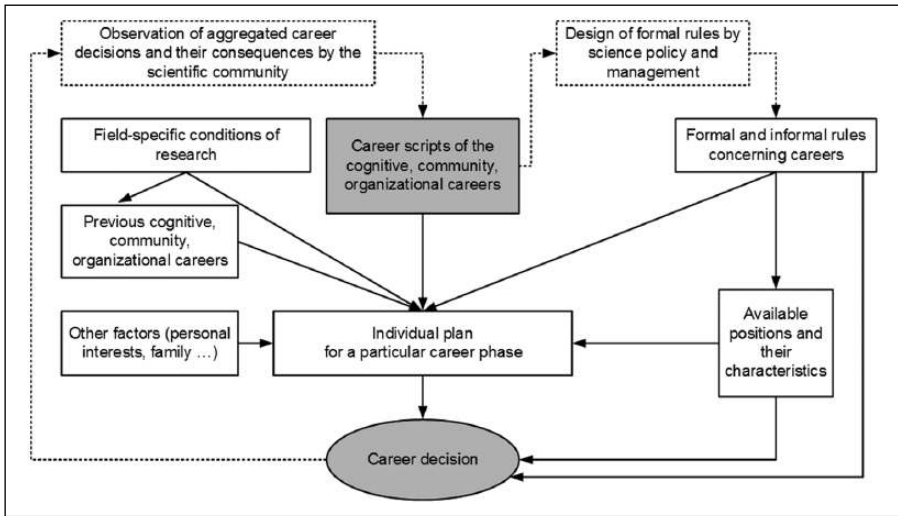 Observation of aggregated career
decisions and their consequences by the
scientific community
Design of formal rules by
science policy and
management
Field-specific conditions of
research
Career scripts of the
cognitive, community,
organizational careers
Formal and informal rules
concerning careers
Previous cognitive,
community,
organizational careers
Other factors (personal
interests, family ...)
Individual plan
for a particular career phase
Available
positions and
their
characteristics
Career decision